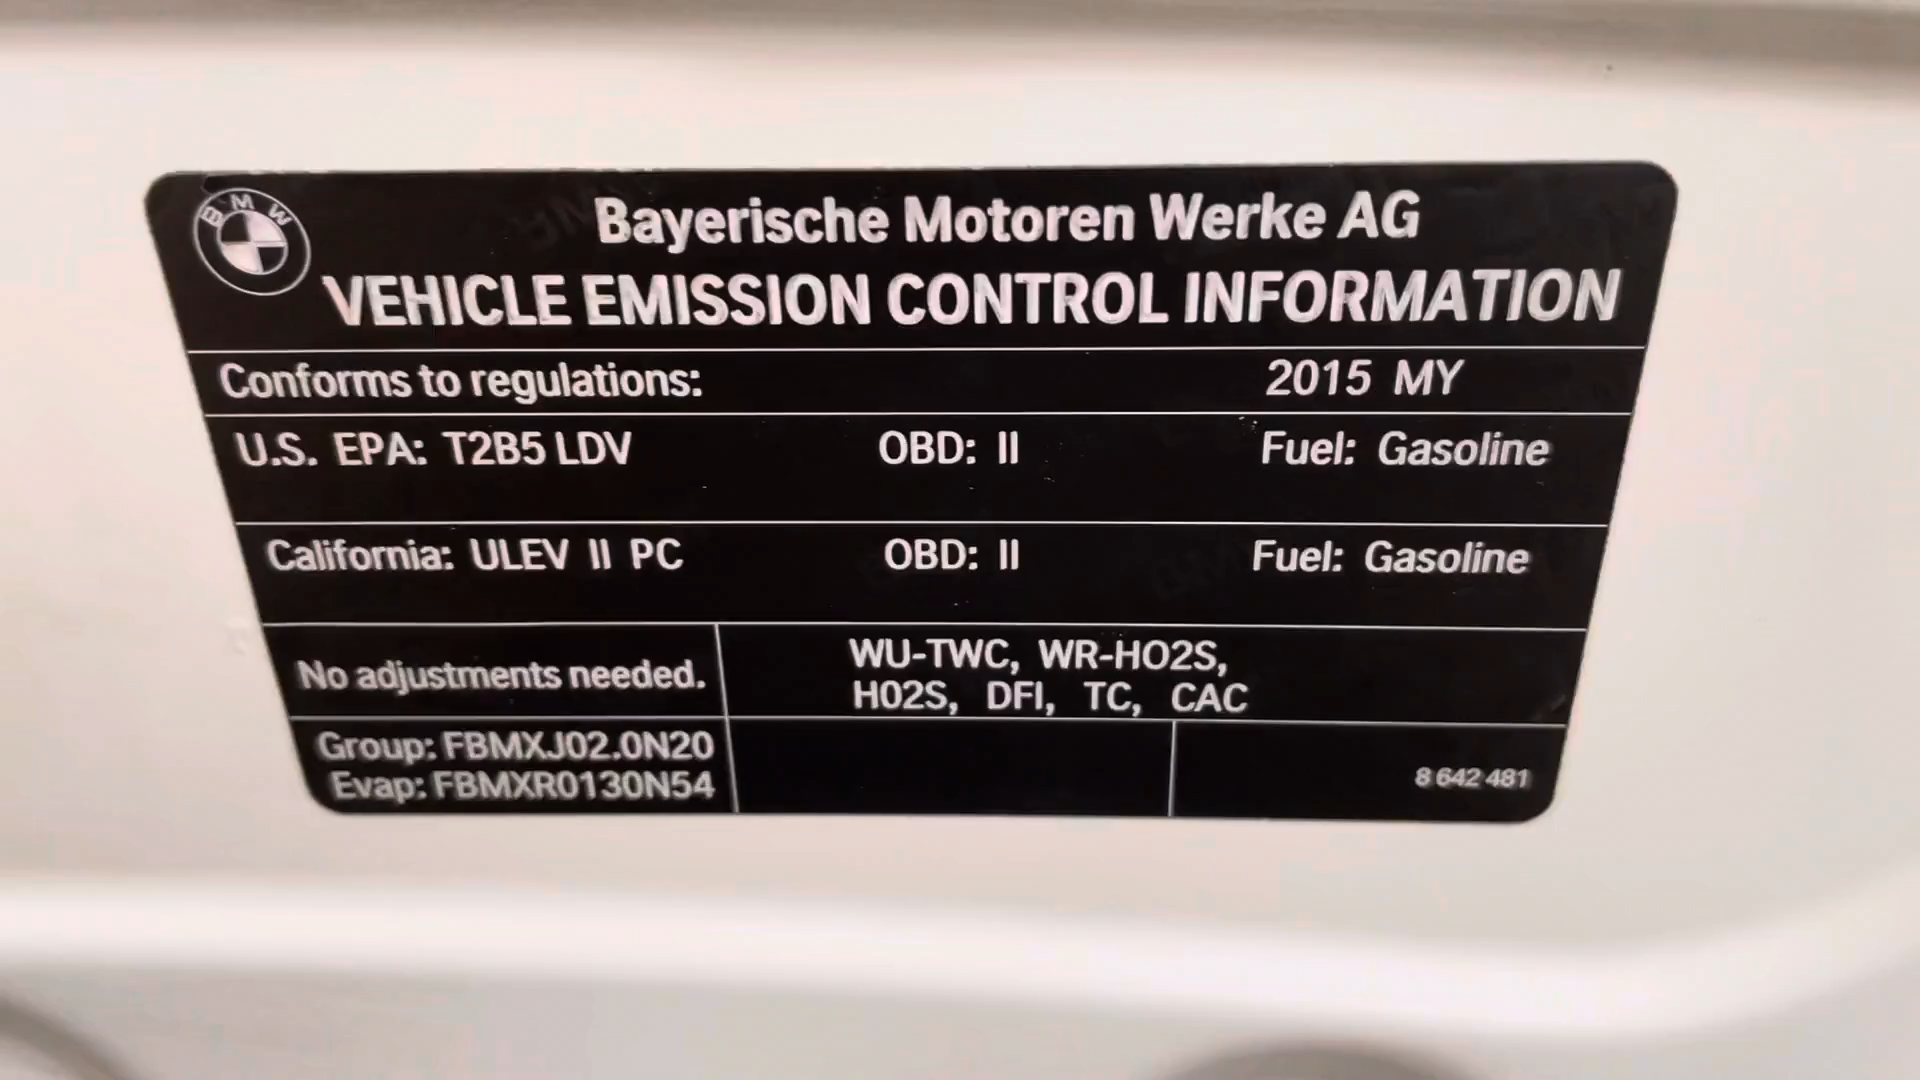 BMW
Bayerische Motoren Werke AG
VEHICLE EMISSION CONTROL INFORMATION
Conforms to regulations: 2015 MY
U.S. EPA: T2B5 LDV OBD: II Fuel: Gasoline
California: ULEV II PC OBD: II Fuel: Gasoline
No adjustments needed.
WU-TWC, WR-HO2S,
H02S, DFI, TC, CAC
Group: FBMXJ02.0N20
Evap: FBMXR0130N54
8 642 481